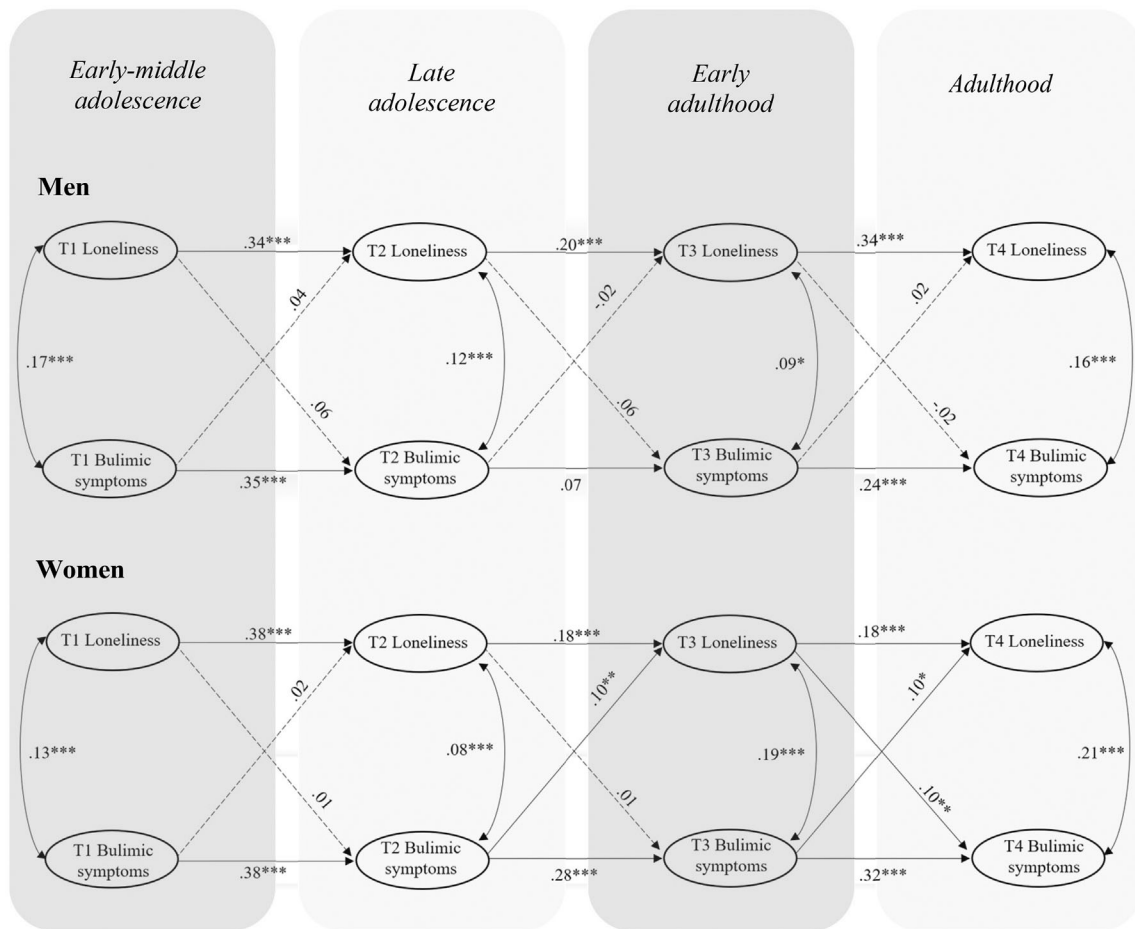 Early-middle
adolescence
Late
adolescence
Early
adulthood
Adulthood
Men
T1 Loneliness
.34***
T2 Loneliness
.20***
T3 Loneliness
.34***
T4 Loneliness
.04
-.02
.02
.17***
.12***
.09*
.16***
.06
.06
-.02
T1 Bulimic
symptoms
.35***
T2 Bulimic
symptoms
.07
T3 Bulimic
symptoms
.24***
T4 Bulimic
symptoms
Women
T1 Loneliness
.38***
T2 Loneliness
.18***
T3 Loneliness
.18***
T4 Loneliness
.02
.10**
.10*
.13***
.08***
.19***
.21***
.01
.01
.10**
T1 Bulimic
symptoms
.38***
T2 Bulimic
symptoms
.28***
T3 Bulimic
symptoms
.32***
T4 Bulimic
symptoms